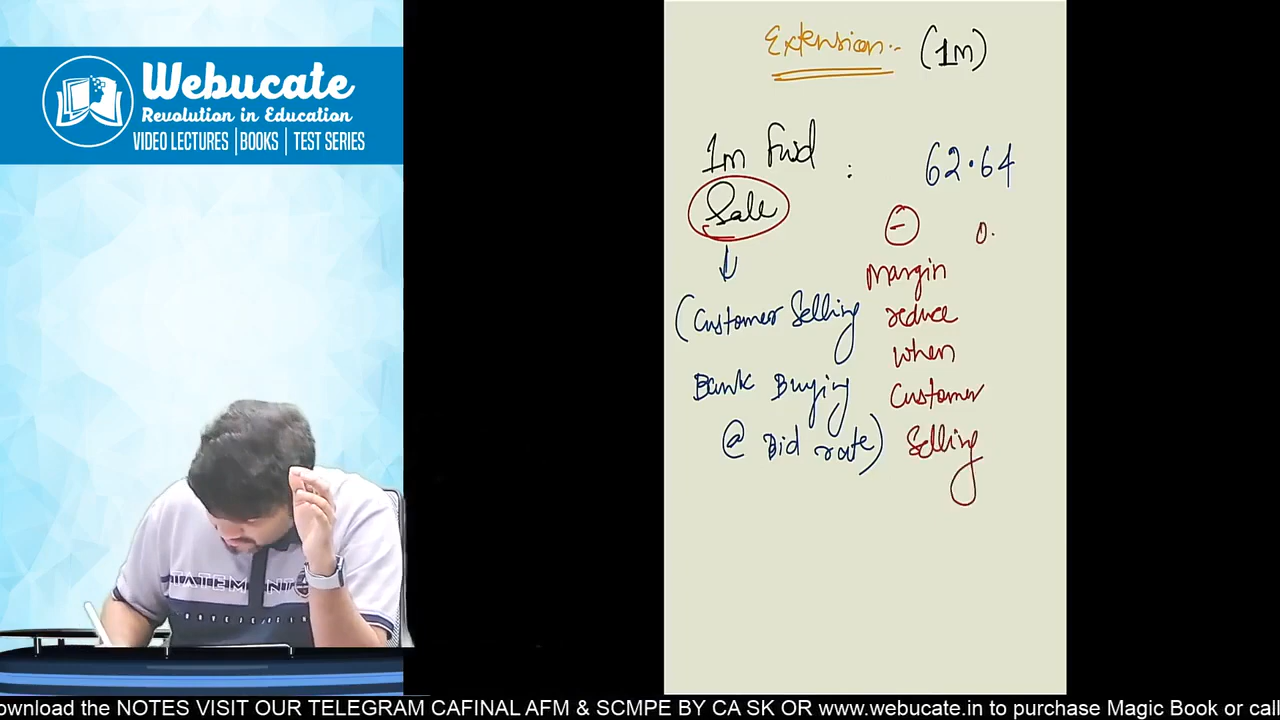 Webucate
Revolution in Education
VIDEO LECTURES | BOOKS | TEST SERIES
Extension:- (1m)
1m Fwd : 62.64
Sale
(-) 0.
Margin
reduce
when
Customer
Selling
(Customer Selling
Bank Buying
@ Bid rate)
STATEMENT
ownload the NOTES VISIT OUR TELEGRAM CAFINAL AFM & SCMPE BY CA SK OR www.webucate.in to purchase Magic Book or call